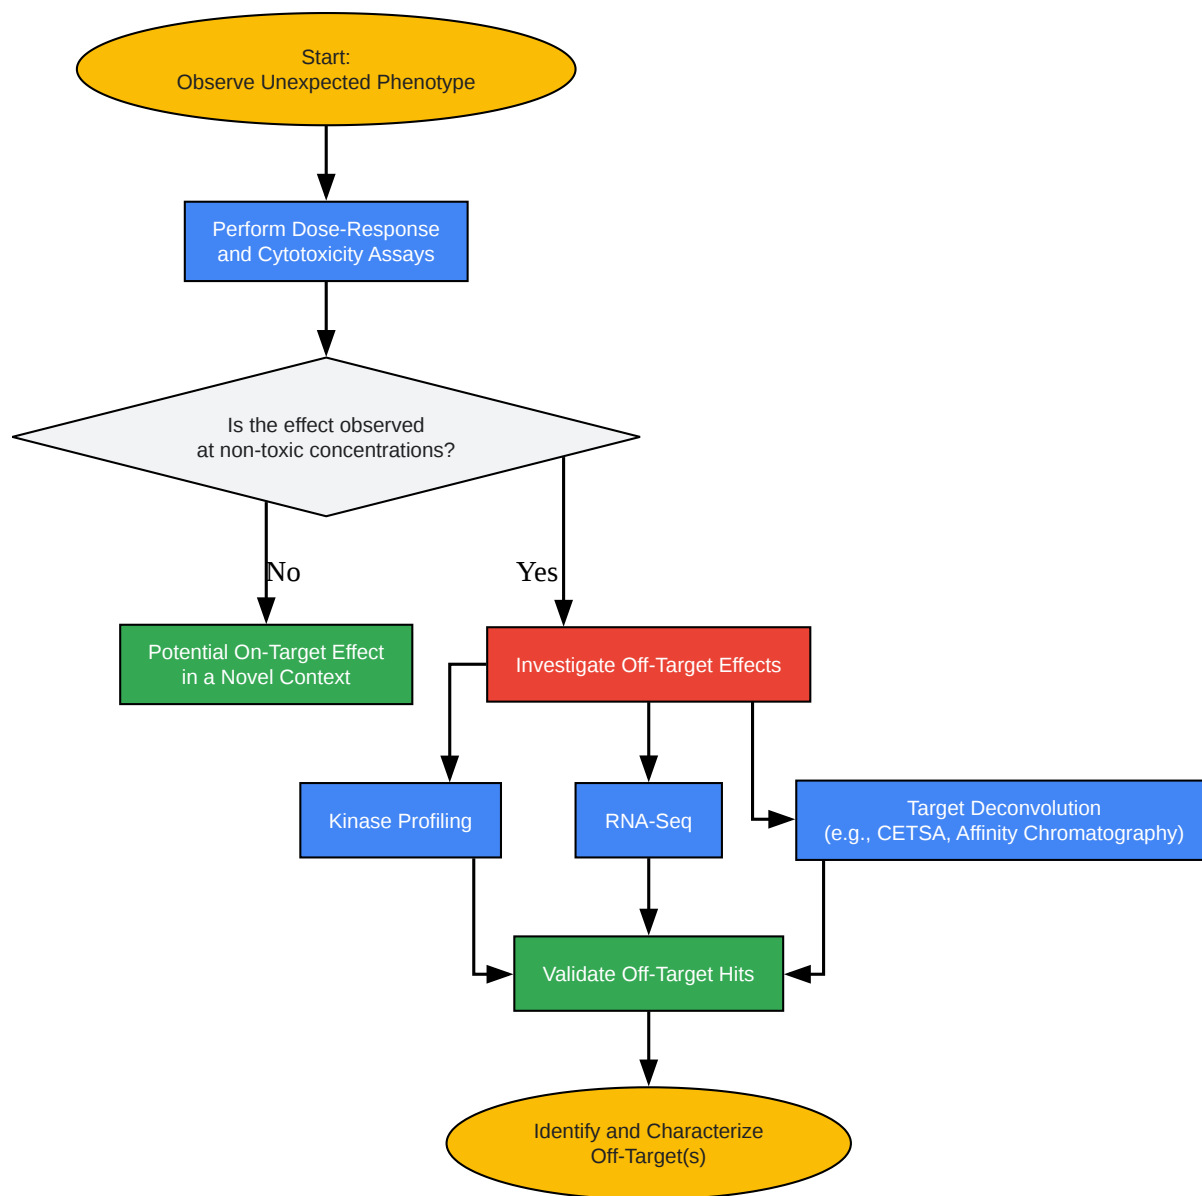 Start:
Observe Unexpected Phenotype
Perform Dose-Response
and Cytotoxicity Assays
Is the effect observed
at non-toxic concentrations?
No
Yes
Potential On-Target Effect
in a Novel Context
Investigate Off-Target Effects
Kinase Profiling
RNA-Seq
Target Deconvolution
(e.g., CETSA, Affinity Chromatography)
Validate Off-Target Hits
Identify and Characterize
Off-Target(s)